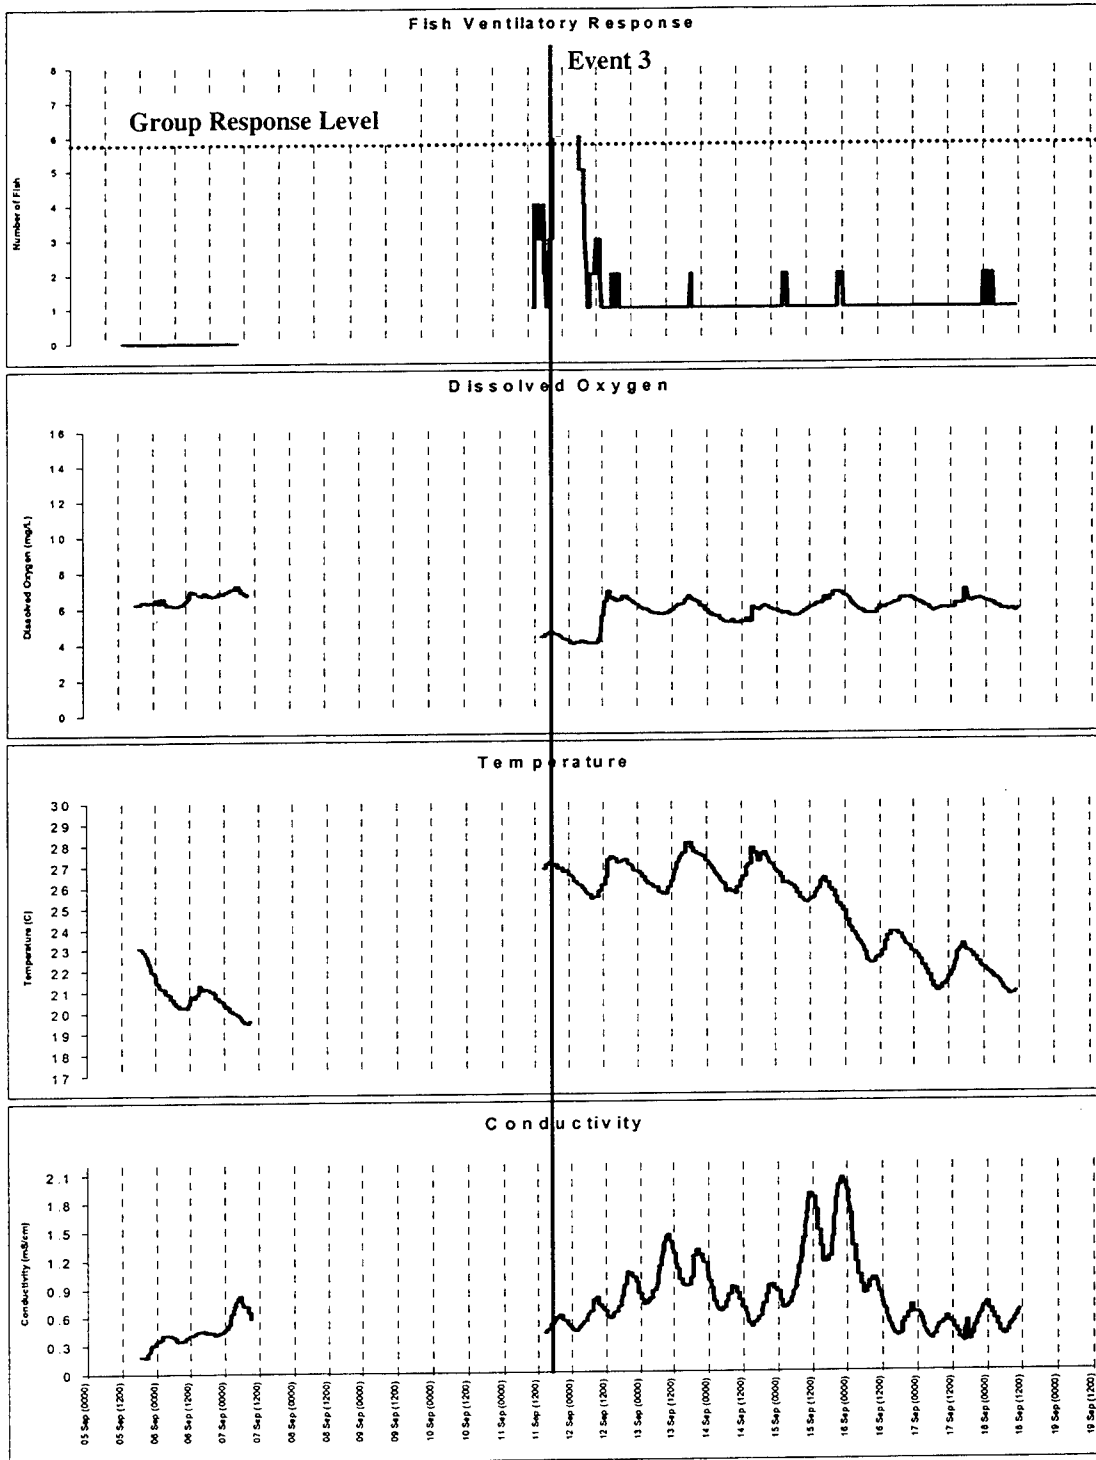 Fish Ventilatory Response
Event 3
Group Response Level
Number of Fish
8
7
6
5
4
3
2
1
0
Dissolved Oxygen
Dissolved Oxygen (mg/L)
16
14
12
10
8
6
4
2
0
Temperature
Temperature (C)
30
29
28
27
26
25
24
23
22
21
20
19
18
17
Conductivity
Conductivity (mS/cm)
2.1
1.8
1.5
1.2
0.9
0.6
0.3
0
05 Sep (0000)
05 Sep (1200)
06 Sep (0000)
06 Sep (1200)
07 Sep (0000)
07 Sep (1200)
08 Sep (0000)
08 Sep (1200)
09 Sep (0000)
09 Sep (1200)
10 Sep (0000)
10 Sep (1200)
11 Sep (0000)
11 Sep (1200)
12 Sep (0000)
12 Sep (1200)
13 Sep (0000)
13 Sep (1200)
14 Sep (0000)
14 Sep (1200)
15 Sep (0000)
15 Sep (1200)
16 Sep (0000)
16 Sep (1200)
17 Sep (0000)
17 Sep (1200)
18 Sep (0000)
18 Sep (1200)
19 Sep (0000)
19 Sep (1200)